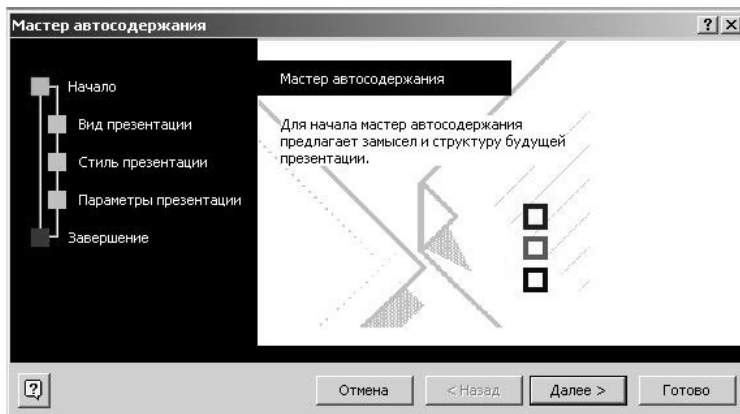 Мастер автосодержания
Начало
Вид презентации
Стиль презентации
Параметры презентации
Завершение
Мастер автосодержания
Для начала мастер автосодержания
предлагает замысел и структуру будущей
презентации.
Отмена
< Назад
Далее >
Готово